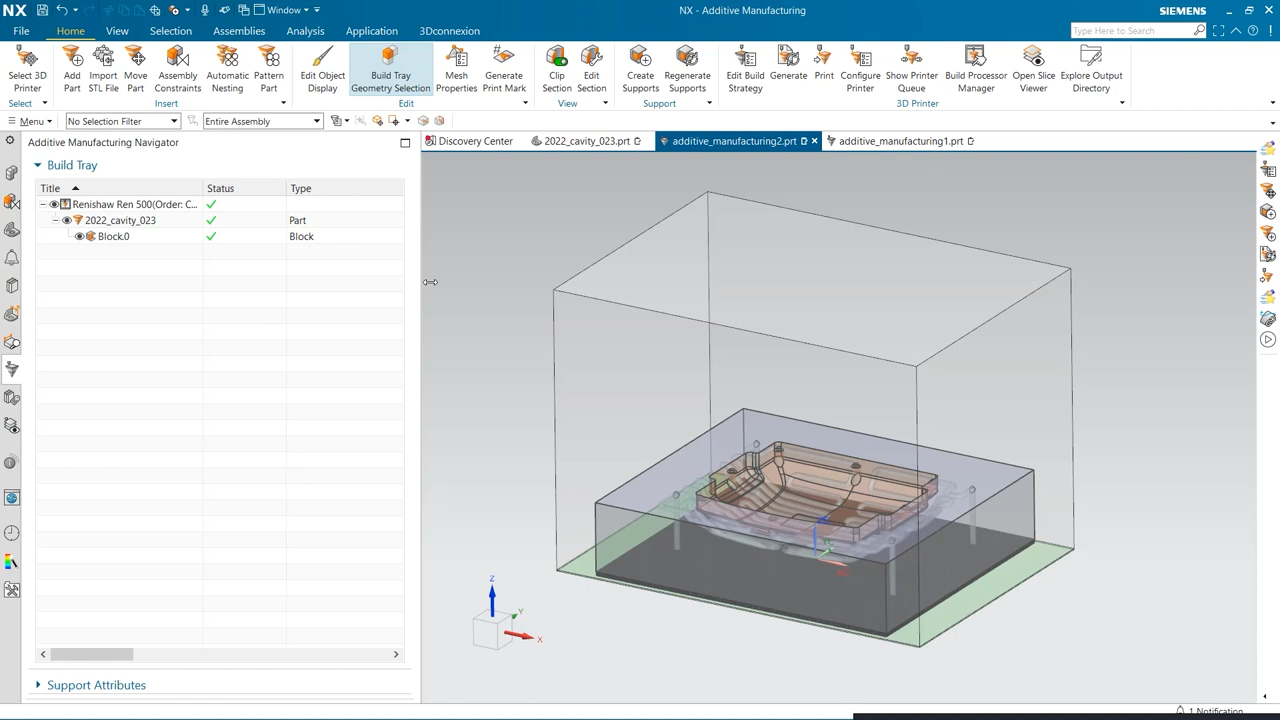 NX
Window
NX - Additive Manufacturing
SIEMENS
File
Home
View
Selection
Assemblies
Analysis
Application
3Dconnexion
Type Here to Search
Select 3D Printer
Add Part
Import STL File
Move Part
Assembly Constraints
Automatic Nesting
Pattern Part
Edit Object Display
Build Tray Geometry Selection
Mesh Properties
Generate Print Mark
Clip Section
Edit Section
Create Supports
Regenerate Supports
Edit Build Strategy
Generate
Print
Configure Printer
Show Printer Queue
Build Processor Manager
Open Slice Viewer
Explore Output Directory
Select
Insert
Edit
View
Support
3D Printer
Menu
No Selection Filter
Entire Assembly
Additive Manufacturing Navigator
Discovery Center
2022_cavity_023.prt
additive_manufacturing2.prt
additive_manufacturing1.prt
Build Tray
Title
Status
Type
Renishaw Ren 500(Order: C...
2022_cavity_023
Part
Block.0
Block
Z
Y
X
Support Attributes
1 Notification